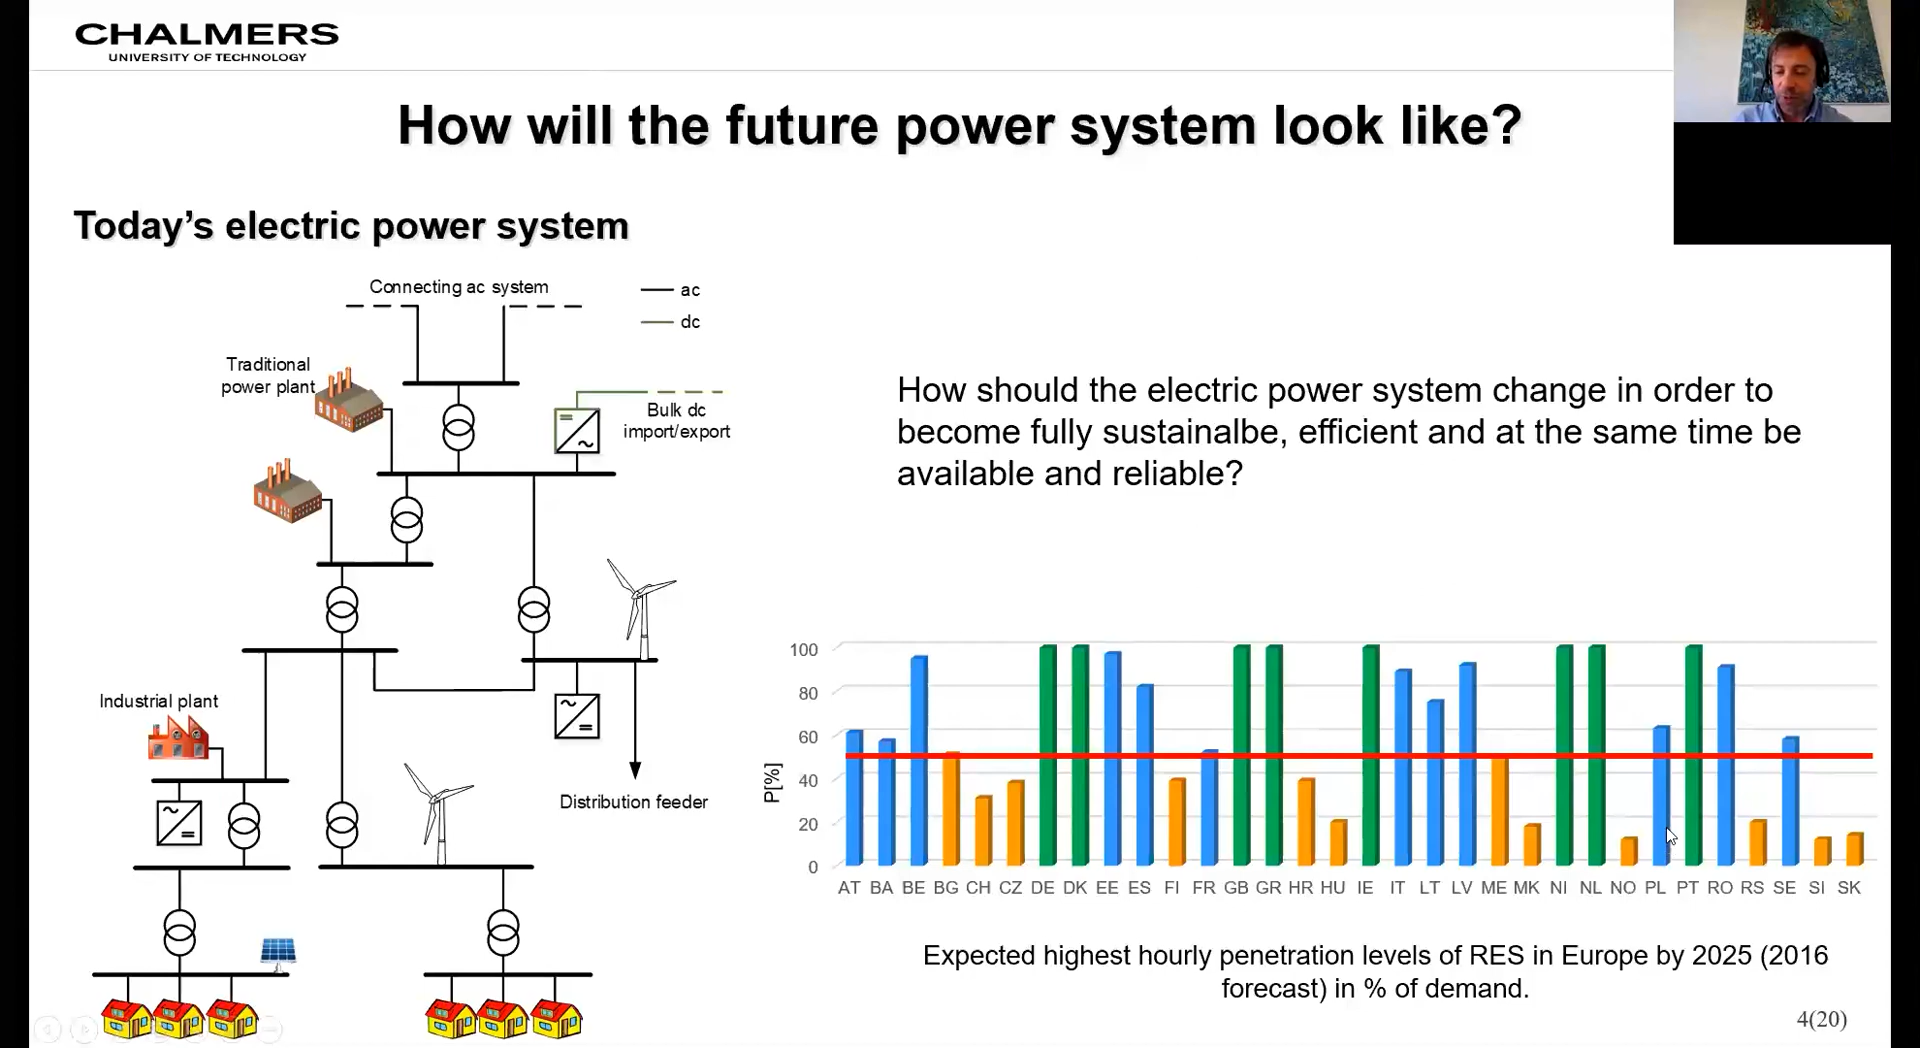 CHALMERS
UNIVERSITY OF TECHNOLOGY
How will the future power system look like?
Today’s electric power system
Connecting ac system
ac
dc
Traditional
power plant
Bulk dc
import/export
Industrial plant
Distribution feeder
How should the electric power system change in order to
become fully sustainalbe, efficient and at the same time be
available and reliable?
P[%]
100
80
60
40
20
0
AT BA BE BG CH CZ DE DK EE ES FI FR GB GR HR HU IE IT LT LV ME MK NI NL NO PL PT RO RS SE SI SK
Expected highest hourly penetration levels of RES in Europe by 2025 (2016
forecast) in % of demand.
4(20)